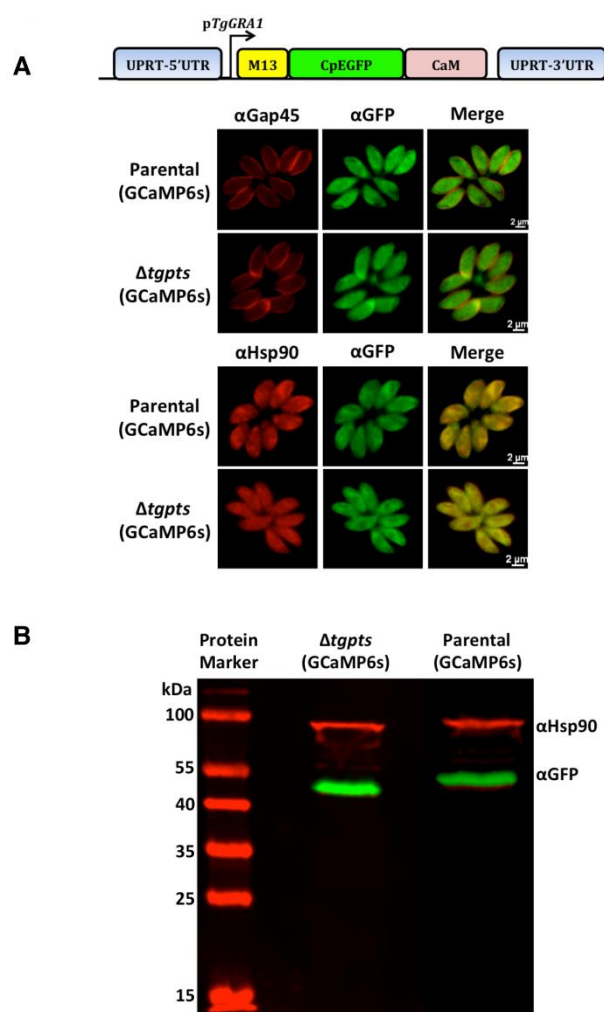 pTgGRA1
A
UPRT-5'UTR M13 CpEGFP CaM UPRT-3'UTR
αGap45 αGFP Merge
Parental
(GCaMP6s)
2 µm
Δtgpts
(GCaMP6s)
2 µm
αHsp90 αGFP Merge
Parental
(GCaMP6s)
2 µm
Δtgpts
(GCaMP6s)
2 µm
B
Protein
Marker
Δtgpts
(GCaMP6s)
Parental
(GCaMP6s)
kDa
100
αHsp90
55
αGFP
40
35
25
15